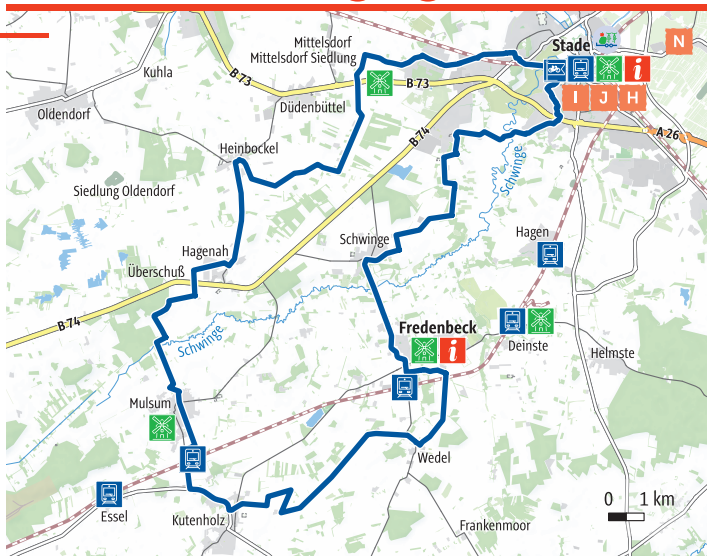 Mittelsdorf
Mittelsdorf Siedlung
Stade
N
Kuhla
B 73
B 73
i
Oldendorf
Düdenbüttel
I J H
B 74
A 26
Heinbockel
Schwinge
Siedlung Oldendorf
Schwinge
Hagen
Hagenah
Überschuß
B 74
Schwinge
Fredenbeck
i
Deinste
Helmste
Mulsum
Wedel
0 1 km
Essel
Kutenholz
Frankenmoor